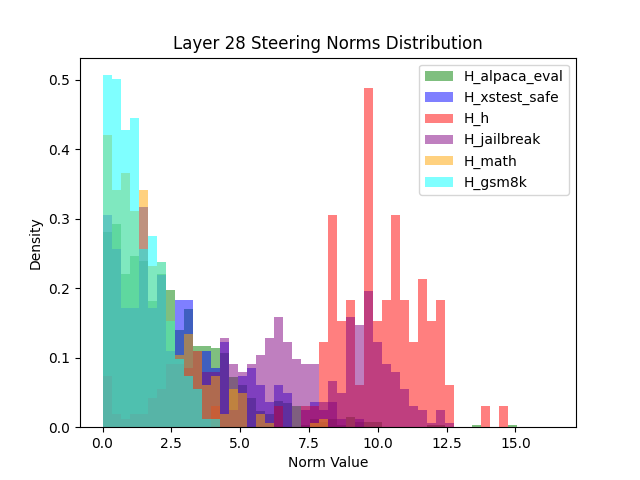 Layer 28 Steering Norms Distribution
0.5
0.4
0.3
0.2
0.1
0.0
Density
H_alpaca_eval
H_xstest_safe
H_h
H_jailbreak
H_math
H_gsm8k
0.0 2.5 5.0 7.5 10.0 12.5 15.0
Norm Value